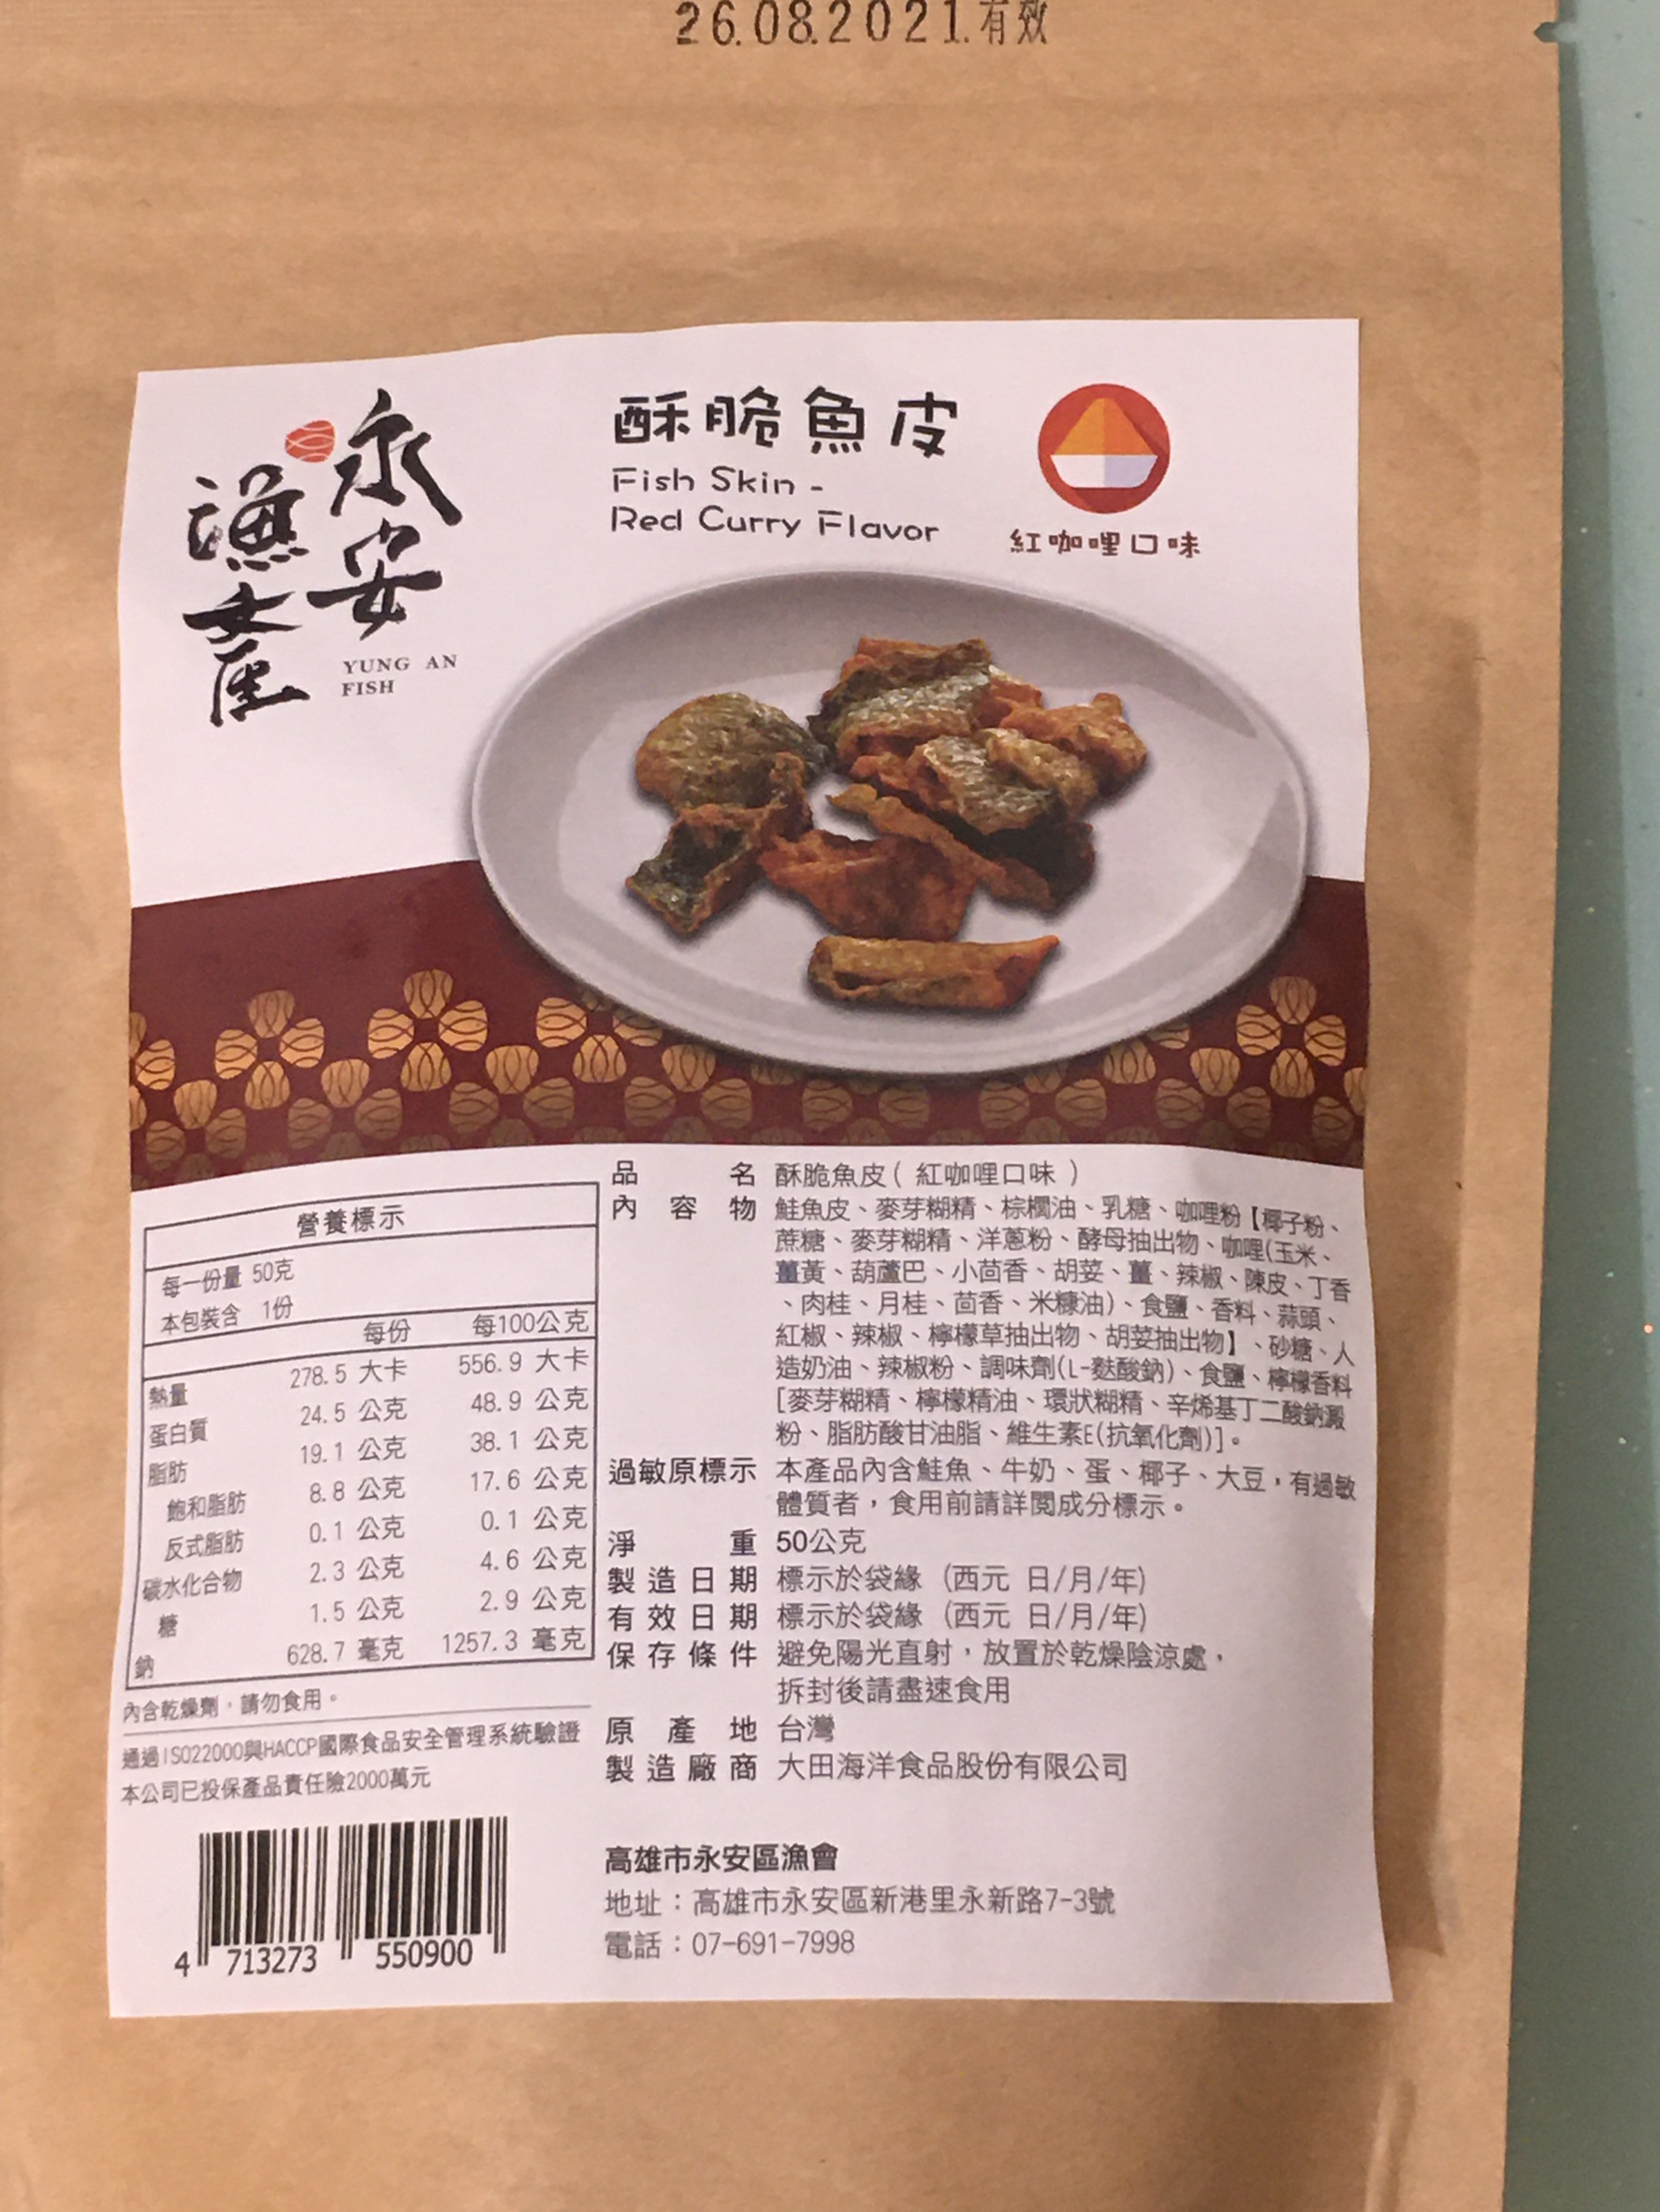 26.08.2021.有效
永安
漁產
YUNG AN
FISH
酥脆魚皮
Fish Skin -
Red Curry Flavor
紅咖哩口味
營養標示
每一份量 50克
本包裝含 1份
每份 每100公克
熱量 278.5 大卡 556.9 大卡
蛋白質 24.5 公克 48.9 公克
脂肪 19.1 公克 38.1 公克
飽和脂肪 8.8 公克 17.6 公克
反式脂肪 0.1 公克 0.1 公克
碳水化合物 2.3 公克 4.6 公克
糖 1.5 公克 2.9 公克
鈉 628.7 毫克 1257.3 毫克
內含乾燥劑，請勿食用。
通過ISO22000與HACCP國際食品安全管理系統驗證
本公司已投保產品責任險2000萬元
4 713273 550900
品名 酥脆魚皮（紅咖哩口味）
內容物 鮭魚皮、麥芽糊精、棕櫚油、乳糖、咖哩粉【椰子粉、
蔗糖、麥芽糊精、洋蔥粉、酵母抽出物、咖哩(玉米、
薑黃、葫蘆巴、小茴香、胡荽、薑、辣椒、陳皮、丁香
、肉桂、月桂、茴香、米糠油)、食鹽、香料、蒜頭、
紅椒、辣椒、檸檬草抽出物、胡荽抽出物】、砂糖、人
造奶油、辣椒粉、調味劑(L-麩酸鈉)、食鹽、檸檬香料
[麥芽糊精、檸檬精油、環狀糊精、辛烯基丁二酸鈉澱
粉、脂肪酸甘油脂、維生素E(抗氧化劑)]。
過敏原標示 本產品內含鮭魚、牛奶、蛋、椰子、大豆，有過敏
體質者，食用前請詳閱成分標示。
淨重 50公克
製造日期 標示於袋緣（西元 日/月/年)
有效日期 標示於袋緣（西元 日/月/年)
保存條件 避免陽光直射，放置於乾燥陰涼處，
拆封後請盡速食用
原產地 台灣
製造廠商 大田海洋食品股份有限公司
高雄市永安區漁會
地址：高雄市永安區新港里永新路7-3號
電話：07-691-7998